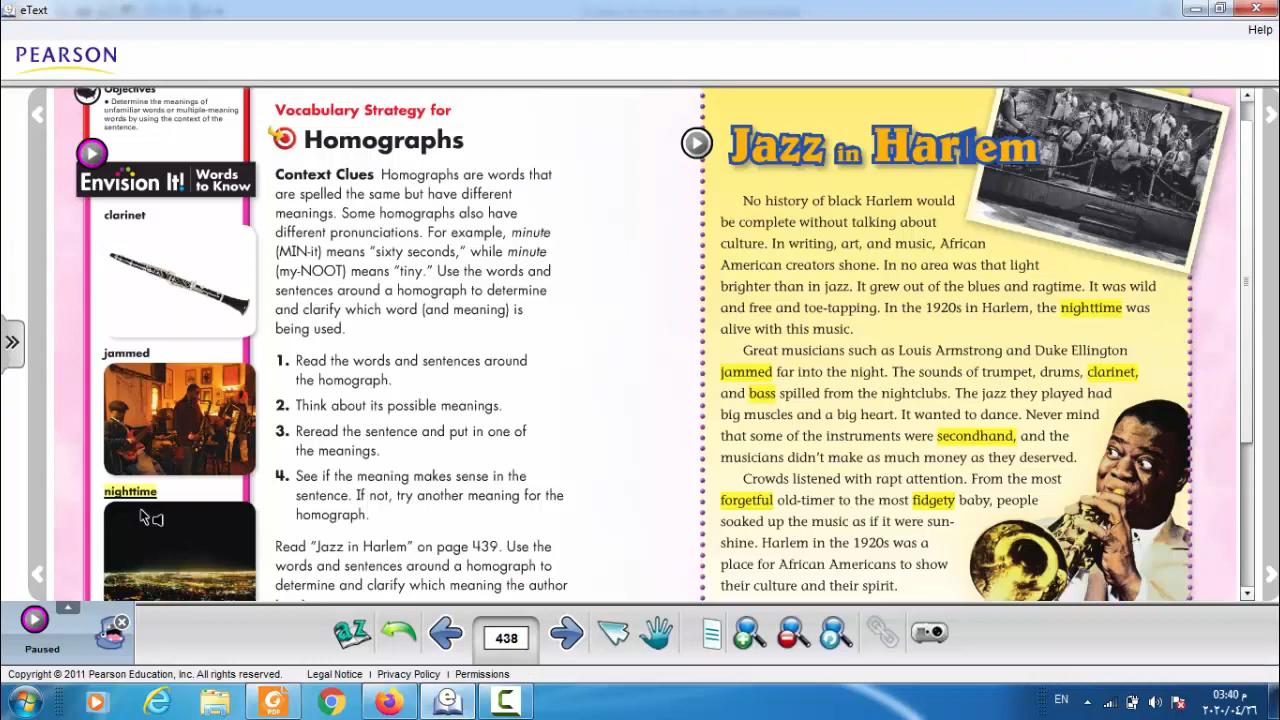 eText
Help
PEARSON
Objectives
• Determine the meanings of
unfamiliar words or multiple-meaning
words by using the context of the
sentence.
Envision It! Words
to Know
clarinet
jammed
nighttime
Vocabulary Strategy for
Homographs
Context Clues Homographs are words that
are spelled the same but have different
meanings. Some homographs also have
different pronunciations. For example, minute
(MIN-it) means “sixty seconds,” while minute
(my-NOOT) means “tiny.” Use the words and
sentences around a homograph to determine
and clarify which word (and meaning) is
being used.
1. Read the words and sentences around
the homograph.
2. Think about its possible meanings.
3. Reread the sentence and put in one of
the meanings.
4. See if the meaning makes sense in the
sentence. If not, try another meaning for the
homograph.
Read “Jazz in Harlem” on page 439. Use the
words and sentences around a homograph to
determine and clarify which meaning the author
Jazz in Harlem
No history of black Harlem would
be complete without talking about
culture. In writing, art, and music, African
American creators shone. In no area was that light
brighter than in jazz. It grew out of the blues and ragtime. It was wild
and free and toe-tapping. In the 1920s in Harlem, the nighttime was
alive with this music.
Great musicians such as Louis Armstrong and Duke Ellington
jammed far into the night. The sounds of trumpet, drums, clarinet,
and bass spilled from the nightclubs. The jazz they played had
big muscles and a big heart. It wanted to dance. Never mind
that some of the instruments were secondhand, and the
musicians didn’t make as much money as they deserved.
Crowds listened with rapt attention. From the most
forgetful old-timer to the most fidgety baby, people
soaked up the music as if it were sun-
shine. Harlem in the 1920s was a
place for African Americans to show
their culture and their spirit.
Paused
aZ
438
Copyright © 2011 Pearson Education, Inc. All rights reserved.
Legal Notice | Privacy Policy | Permissions
PDF
EN
03:40 م
٢٠٢٠/٠٤/٢٦